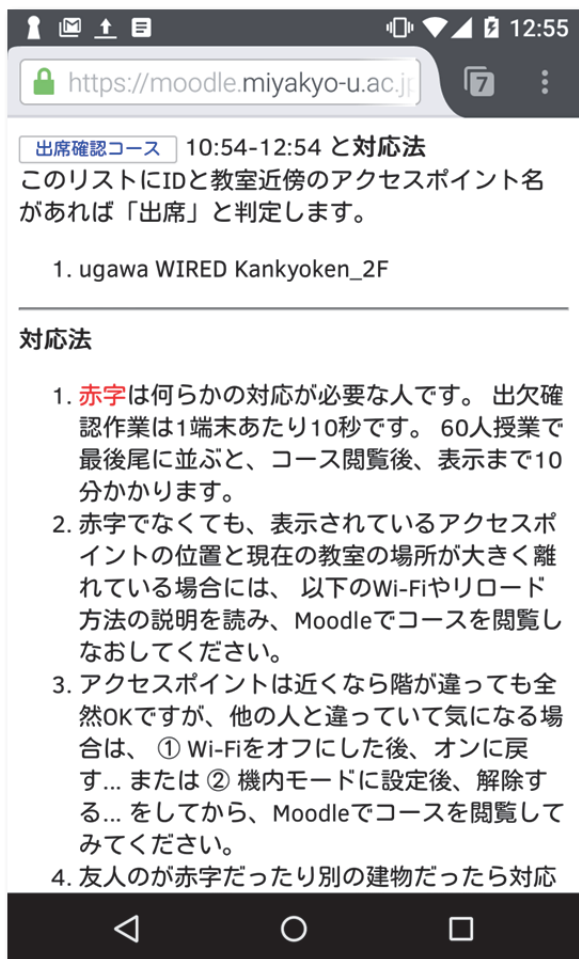 12:55
https://moodle.miyakyo-u.ac.j
7
出席確認コース 10:54-12:54 と対応法
このリストにIDと教室近傍のアクセスポイント名
があれば「出席」と判定します。
1. ugawa WIRED Kankyoken_2F
対応法
1. 赤字は何らかの対応が必要な人です。 出欠確
認作業は1端末あたり10秒です。 60人授業で
最後尾に並ぶと、コース閲覧後、表示まで10
分かかります。
2. 赤字でなくても、表示されているアクセスポ
イントの位置と現在の教室の場所が大きく離
れている場合には、 以下のWi-Fiやリロード
方法の説明を読み、Moodleでコースを閲覧し
なおしてください。
3. アクセスポイントは近くなら階が違っても全
然OKですが、他の人と違っていて気になる場
合は、 ① Wi-Fiをオフにした後、オンに戻
す... または ② 機内モードに設定後、解除す
る... をしてから、Moodleでコースを閲覧して
みてください。
4. 友人のが赤字だったり別の建物だったら対応